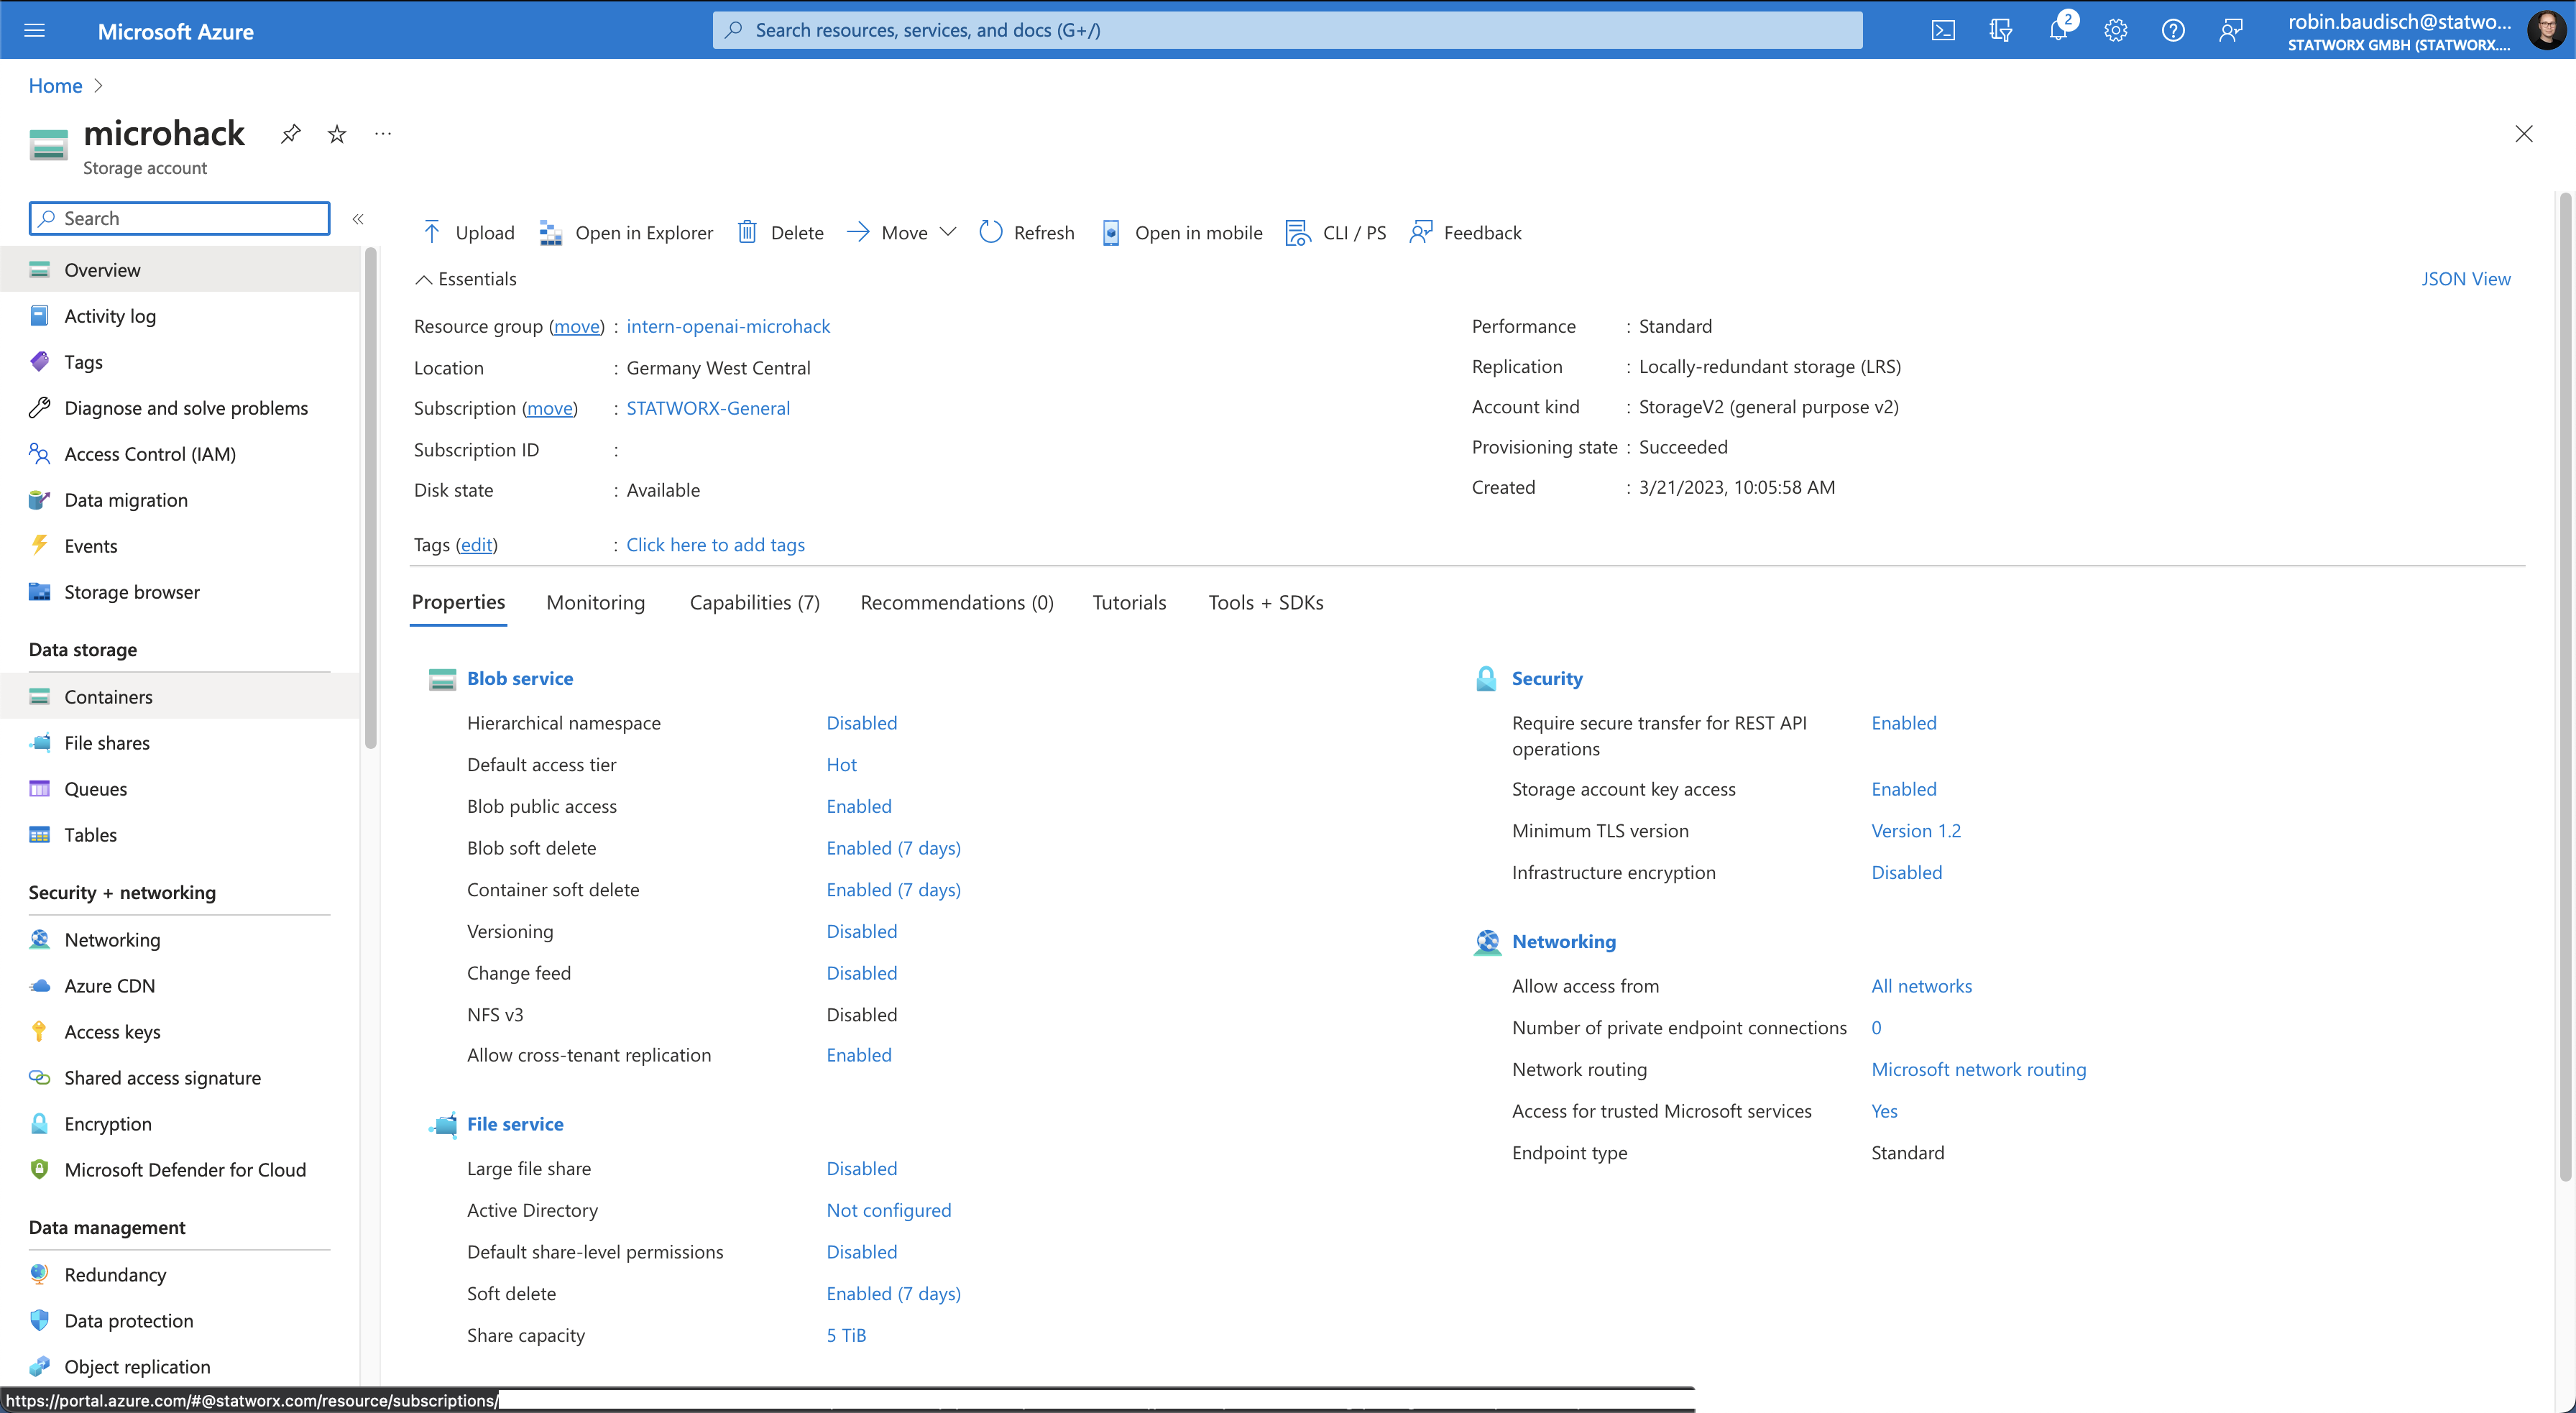 Microsoft Azure
Search resources, services, and docs (G+/)
2
robin.baudisch@statwo...
STATWORX GMBH (STATWORX....
Home
microhack
Storage account
Search
Overview
Activity log
Tags
Diagnose and solve problems
Access Control (IAM)
Data migration
Events
Storage browser
Data storage
Containers
File shares
Queues
Tables
Security + networking
Networking
Azure CDN
Access keys
Shared access signature
Encryption
Microsoft Defender for Cloud
Data management
Redundancy
Data protection
Object replication
Upload
Open in Explorer
Delete
Move
Refresh
Open in mobile
CLI / PS
Feedback
Essentials
JSON View
Resource group (move) : intern-openai-microhack
Location : Germany West Central
Subscription (move) : STATWORX-General
Subscription ID :
Disk state : Available
Tags (edit) : Click here to add tags
Performance : Standard
Replication : Locally-redundant storage (LRS)
Account kind : StorageV2 (general purpose v2)
Provisioning state : Succeeded
Created : 3/21/2023, 10:05:58 AM
Properties
Monitoring
Capabilities (7)
Recommendations (0)
Tutorials
Tools + SDKs
Blob service
Hierarchical namespace Disabled
Default access tier Hot
Blob public access Enabled
Blob soft delete Enabled (7 days)
Container soft delete Enabled (7 days)
Versioning Disabled
Change feed Disabled
NFS v3 Disabled
Allow cross-tenant replication Enabled
File service
Large file share Disabled
Active Directory Not configured
Default share-level permissions Disabled
Soft delete Enabled (7 days)
Share capacity 5 TiB
Security
Require secure transfer for REST API Enabled
operations
Storage account key access Enabled
Minimum TLS version Version 1.2
Infrastructure encryption Disabled
Networking
Allow access from All networks
Number of private endpoint connections 0
Network routing Microsoft network routing
Access for trusted Microsoft services Yes
Endpoint type Standard
https://portal.azure.com/#@statworx.com/resource/subscriptions/